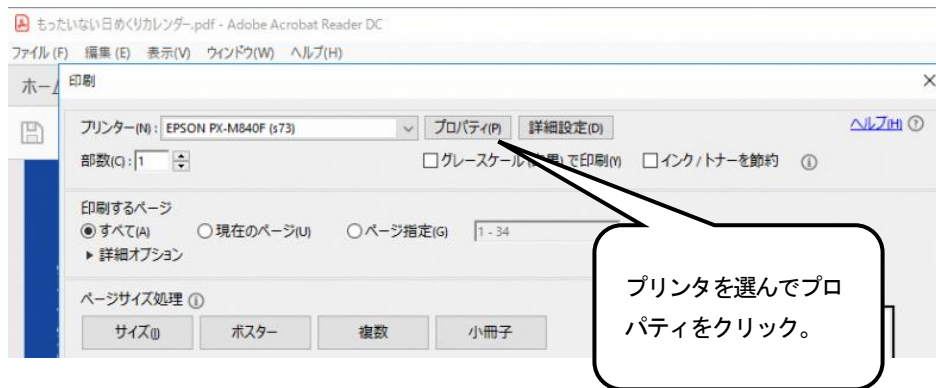 もったいない日めくりカレンダー.pdf - Adobe Acrobat Reader DC
ファイル(F) 編集(E) 表示(V) ウィンドウ(W) ヘルプ(H)
ホーム
印刷
プリンター(N): EPSON PX-M840F (s73) プロパティ(P) 詳細設定(D) ヘルプ(H)
部数(C): 1 グレースケール で印刷(Y) インク/トナーを節約
印刷するページ
すべて(A) 現在のページ(U) ページ指定(G) 1 - 34
詳細オプション
ページサイズ処理
サイズ(I) ポスター 複数 小冊子
プリンタを選んでプロ
パティをクリック。